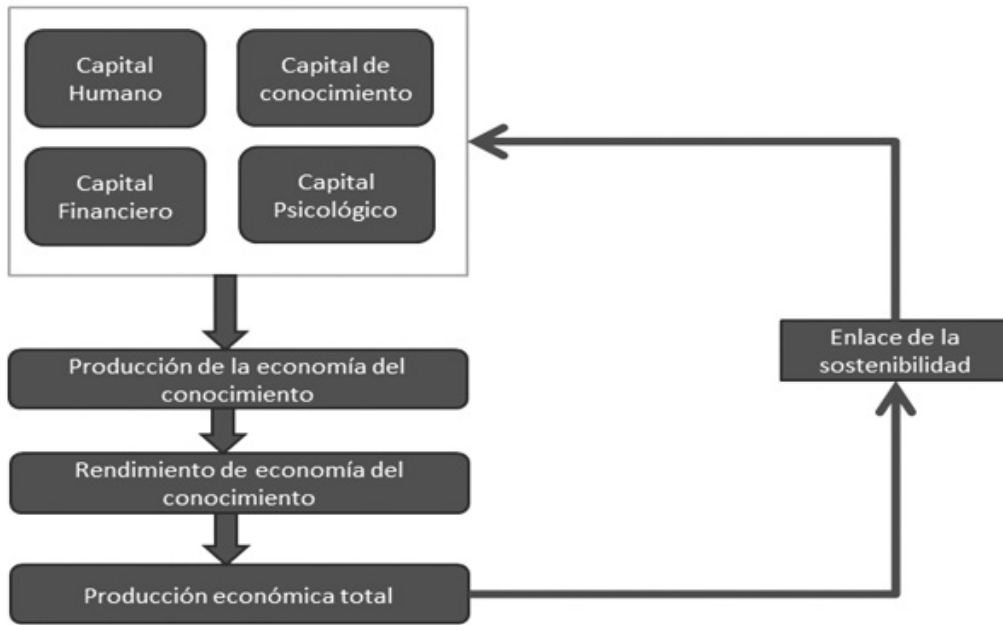 Capital
Humano
Capital de
conocimiento
Capital
Financiero
Capital
Psicológico
Producción de la economía del
conocimiento
Rendimiento de economía del
conocimiento
Producción económica total
Enlace de la
sostenibilidad